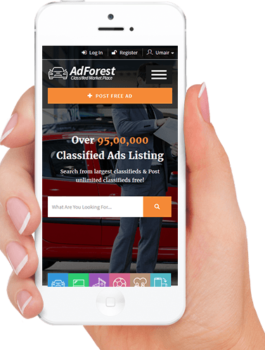 Log In Register Umair
AdForest
Classified Market Place
+ POST FREE AD
Over 95,00,000
Classified Ads Listing
Search from largest classifieds & Post
unlimited classifieds free!
What Are You Looking For...